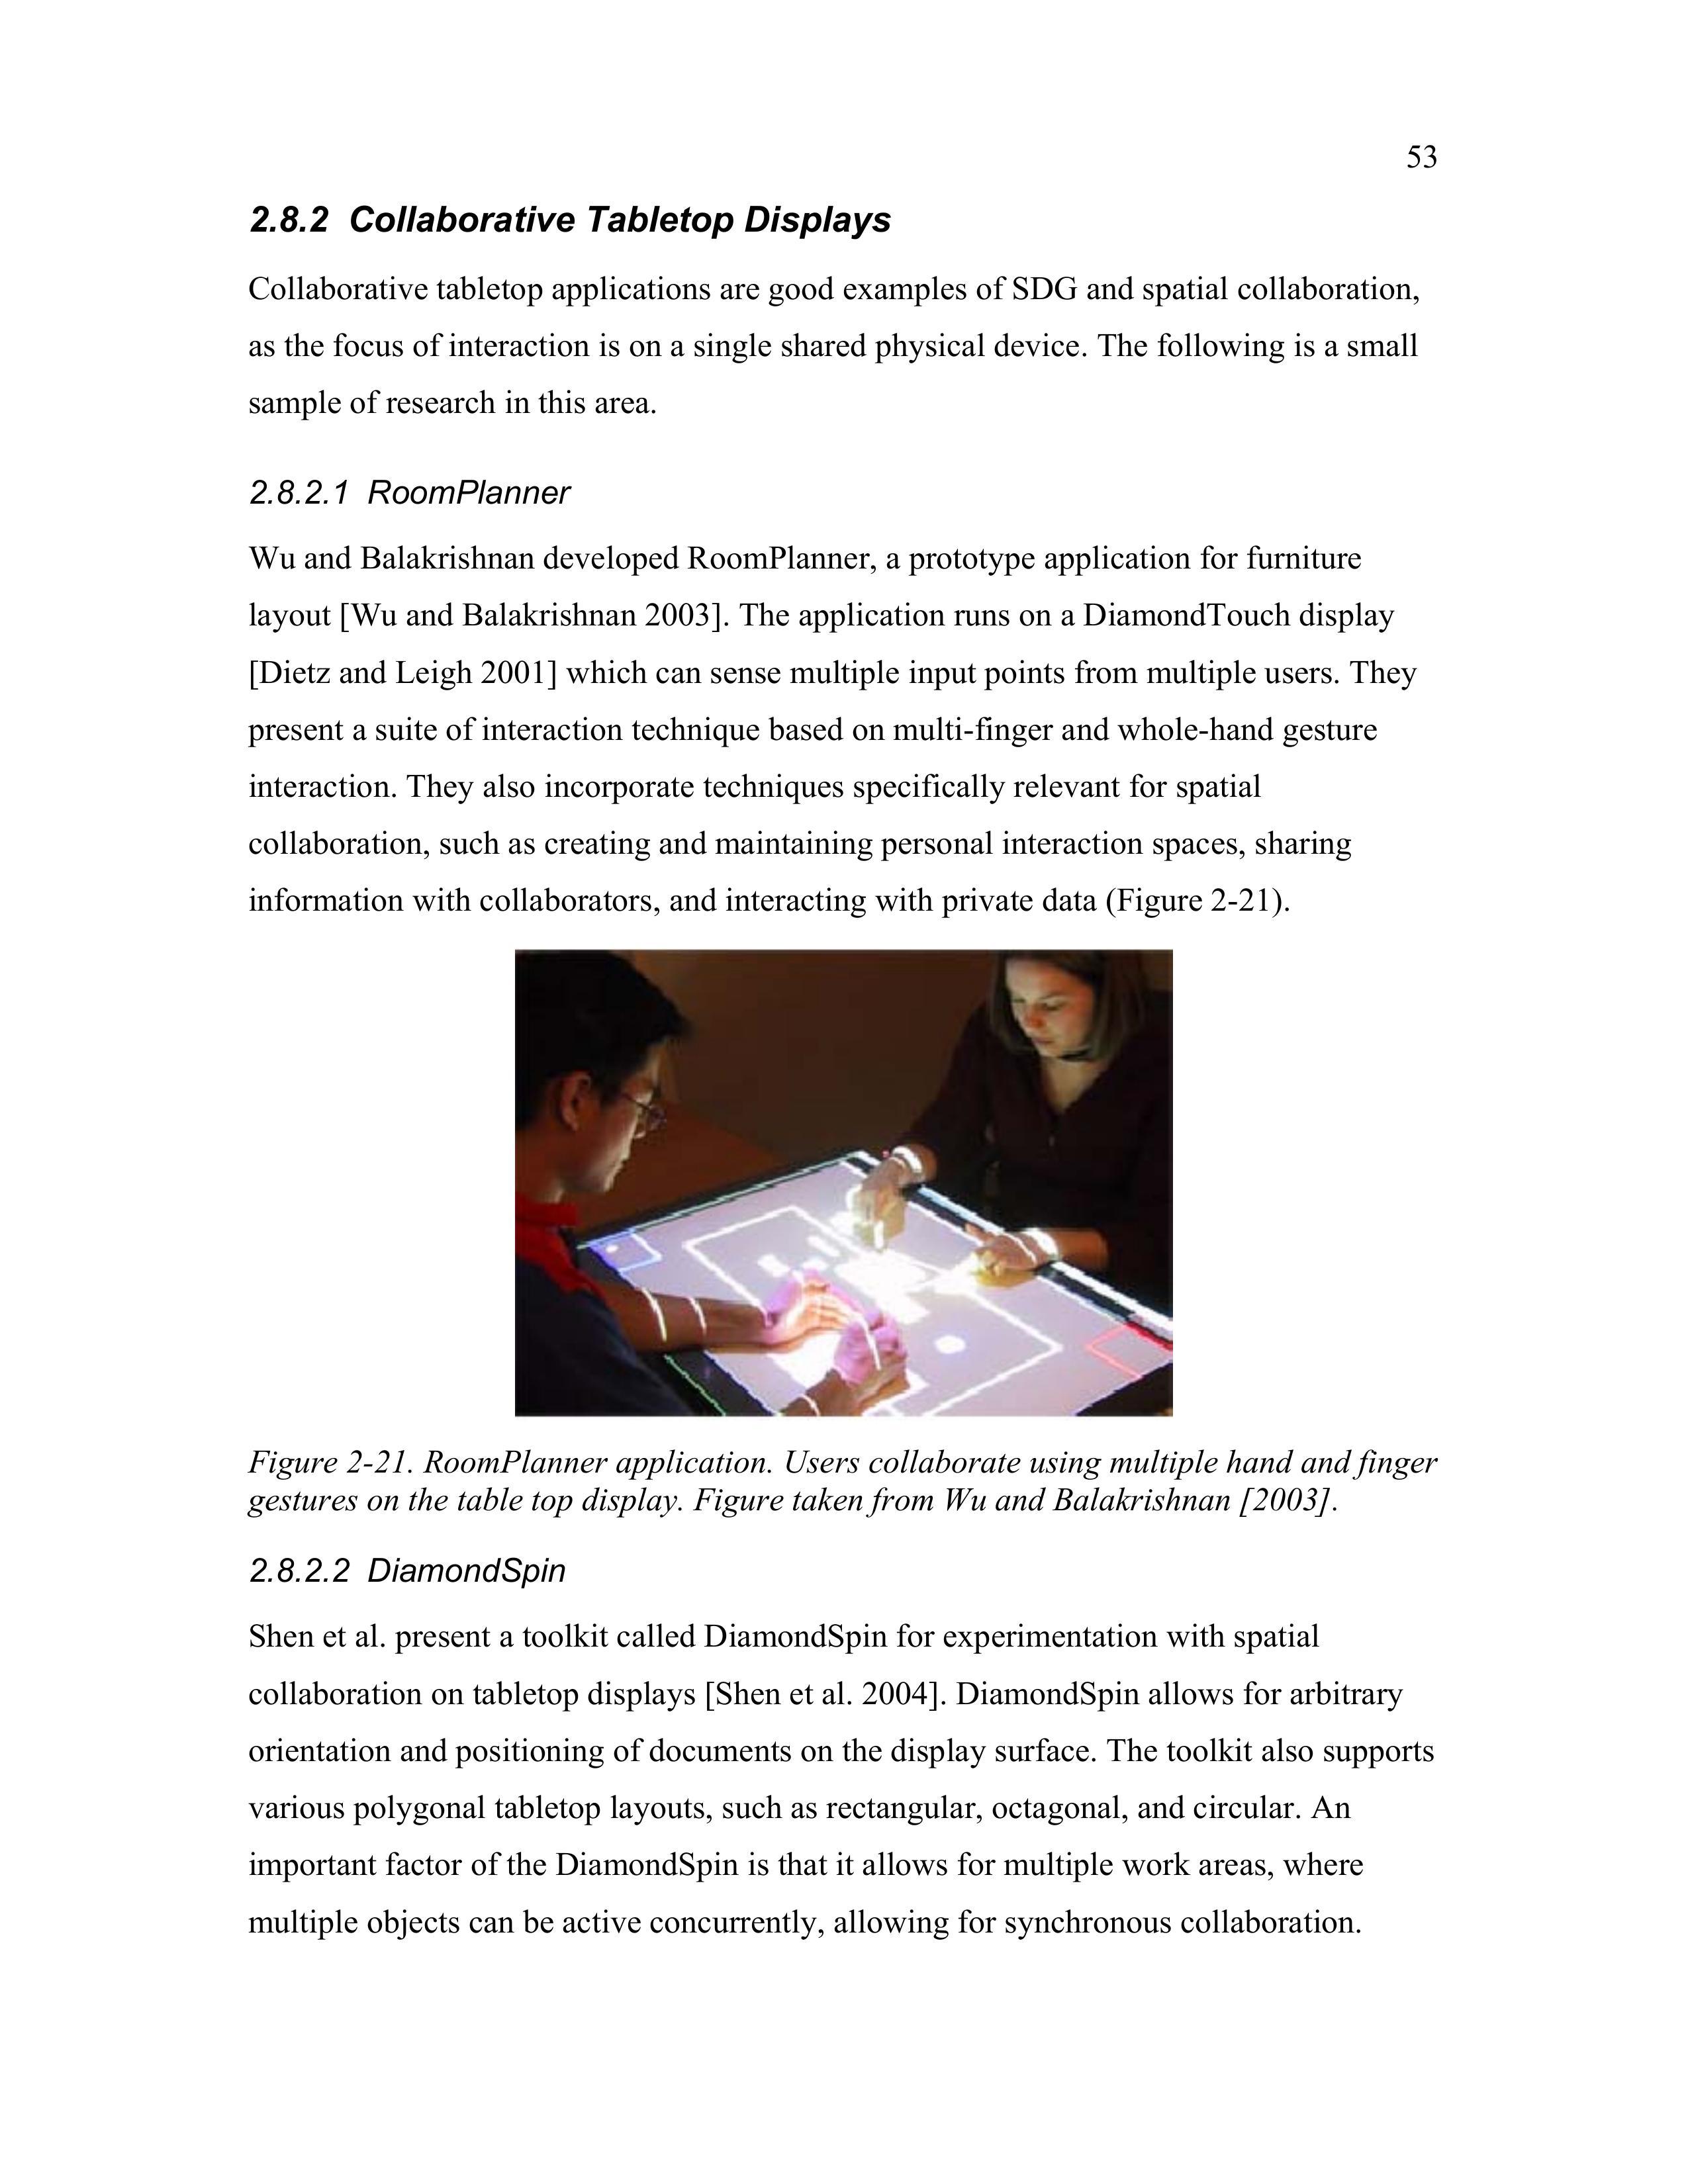 53
2.8.2 Collaborative Tabletop Displays
Collaborative tabletop applications are good examples of SDG and spatial collaboration,
as the focus of interaction is on a single shared physical device. The following is a small
sample of research in this area.
2.8.2.1 RoomPlanner
Wu and Balakrishnan developed RoomPlanner, a prototype application for furniture
layout [Wu and Balakrishnan 2003]. The application runs on a DiamondTouch display
[Dietz and Leigh 2001] which can sense multiple input points from multiple users. They
present a suite of interaction technique based on multi-finger and whole-hand gesture
interaction. They also incorporate techniques specifically relevant for spatial
collaboration, such as creating and maintaining personal interaction spaces, sharing
information with collaborators, and interacting with private data (Figure 2-21).
Figure 2-21. RoomPlanner application. Users collaborate using multiple hand and finger
gestures on the table top display. Figure taken from Wu and Balakrishnan [2003].
2.8.2.2 DiamondSpin
Shen et al. present a toolkit called DiamondSpin for experimentation with spatial
collaboration on tabletop displays [Shen et al. 2004]. DiamondSpin allows for arbitrary
orientation and positioning of documents on the display surface. The toolkit also supports
various polygonal tabletop layouts, such as rectangular, octagonal, and circular. An
important factor of the DiamondSpin is that it allows for multiple work areas, where
multiple objects can be active concurrently, allowing for synchronous collaboration.